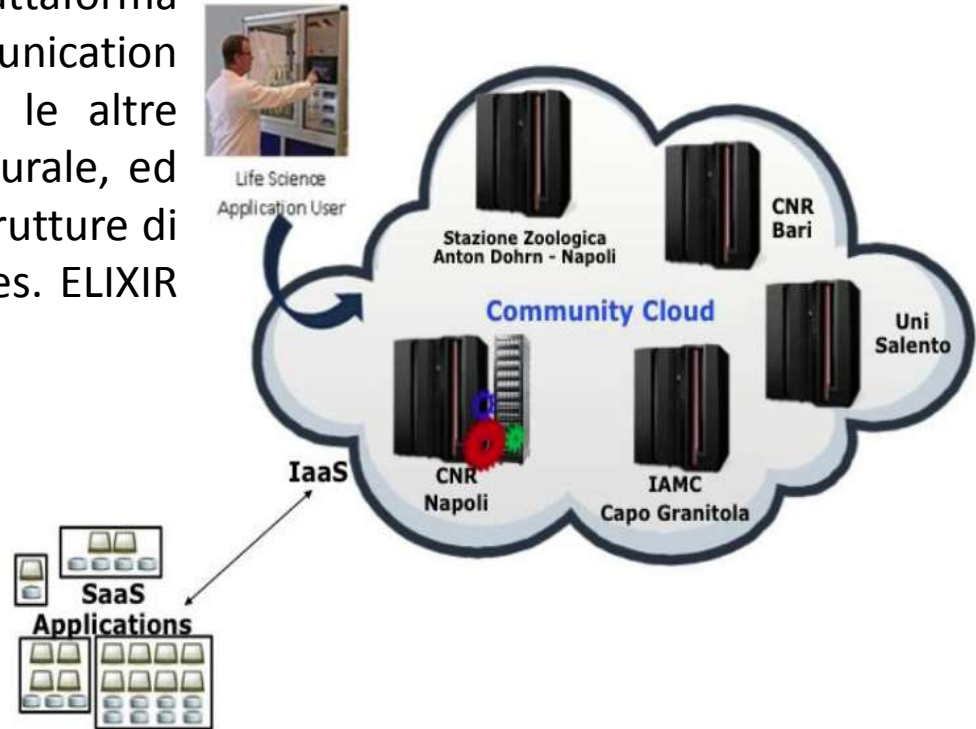 attaforma
unication
le altre
urale, ed
rutture di
es. ELIXIR
Life Science
Application User
Stazione Zoologica
Anton Dohrn - Napoli
CNR
Bari
Community Cloud
Uni
Salento
IaaS
CNR
Napoli
IAMC
Capo Granitola
SaaS
Applications